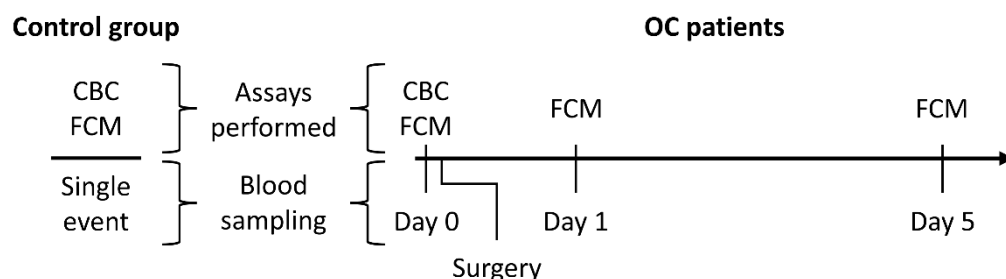 Control group
OC patients
CBC
FCM
Assays
performed
CBC
FCM
FCM
FCM
Single
event
Blood
sampling
Day 0
Day 1
Day 5
Surgery